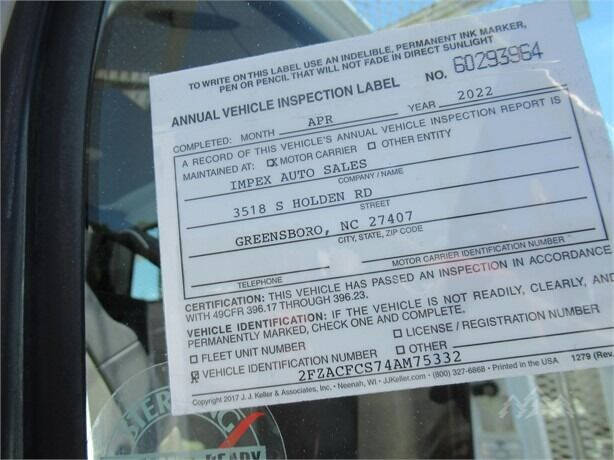 TO WRITE ON THIS LABEL USE AN INDELIBLE, PERMANENT INK MARKER,
PEN OR PENCIL THAT WILL NOT FADE IN DIRECT SUNLIGHT
ANNUAL VEHICLE INSPECTION LABEL NO. 60293964
COMPLETED: MONTH APR YEAR 2022
A RECORD OF THIS VEHICLE'S ANNUAL VEHICLE INSPECTION REPORT IS
MAINTAINED AT: ☒ MOTOR CARRIER ☐ OTHER ENTITY
IMPEX AUTO SALES
COMPANY / NAME
3518 S HOLDEN RD
STREET
GREENSBORO, NC 27407
CITY, STATE, ZIP CODE
TELEPHONE MOTOR CARRIER IDENTIFICATION NUMBER
CERTIFICATION: THIS VEHICLE HAS PASSED AN INSPECTION IN ACCORDANCE
WITH 49CFR 396.17 THROUGH 396.23.
VEHICLE IDENTIFICATION: IF THE VEHICLE IS NOT READILY, CLEARLY, AND
PERMANENTLY MARKED, CHECK ONE AND COMPLETE.
☐ FLEET UNIT NUMBER ☐ LICENSE / REGISTRATION NUMBER
☒ VEHICLE IDENTIFICATION NUMBER ☐ OTHER
2FZACFCS74AM75332
Copyright 2017 J. J. Keller & Associates, Inc. • Neenah, WI • JJKeller.com • (800) 327-6868 • Printed in the USA 1279 (Rev.